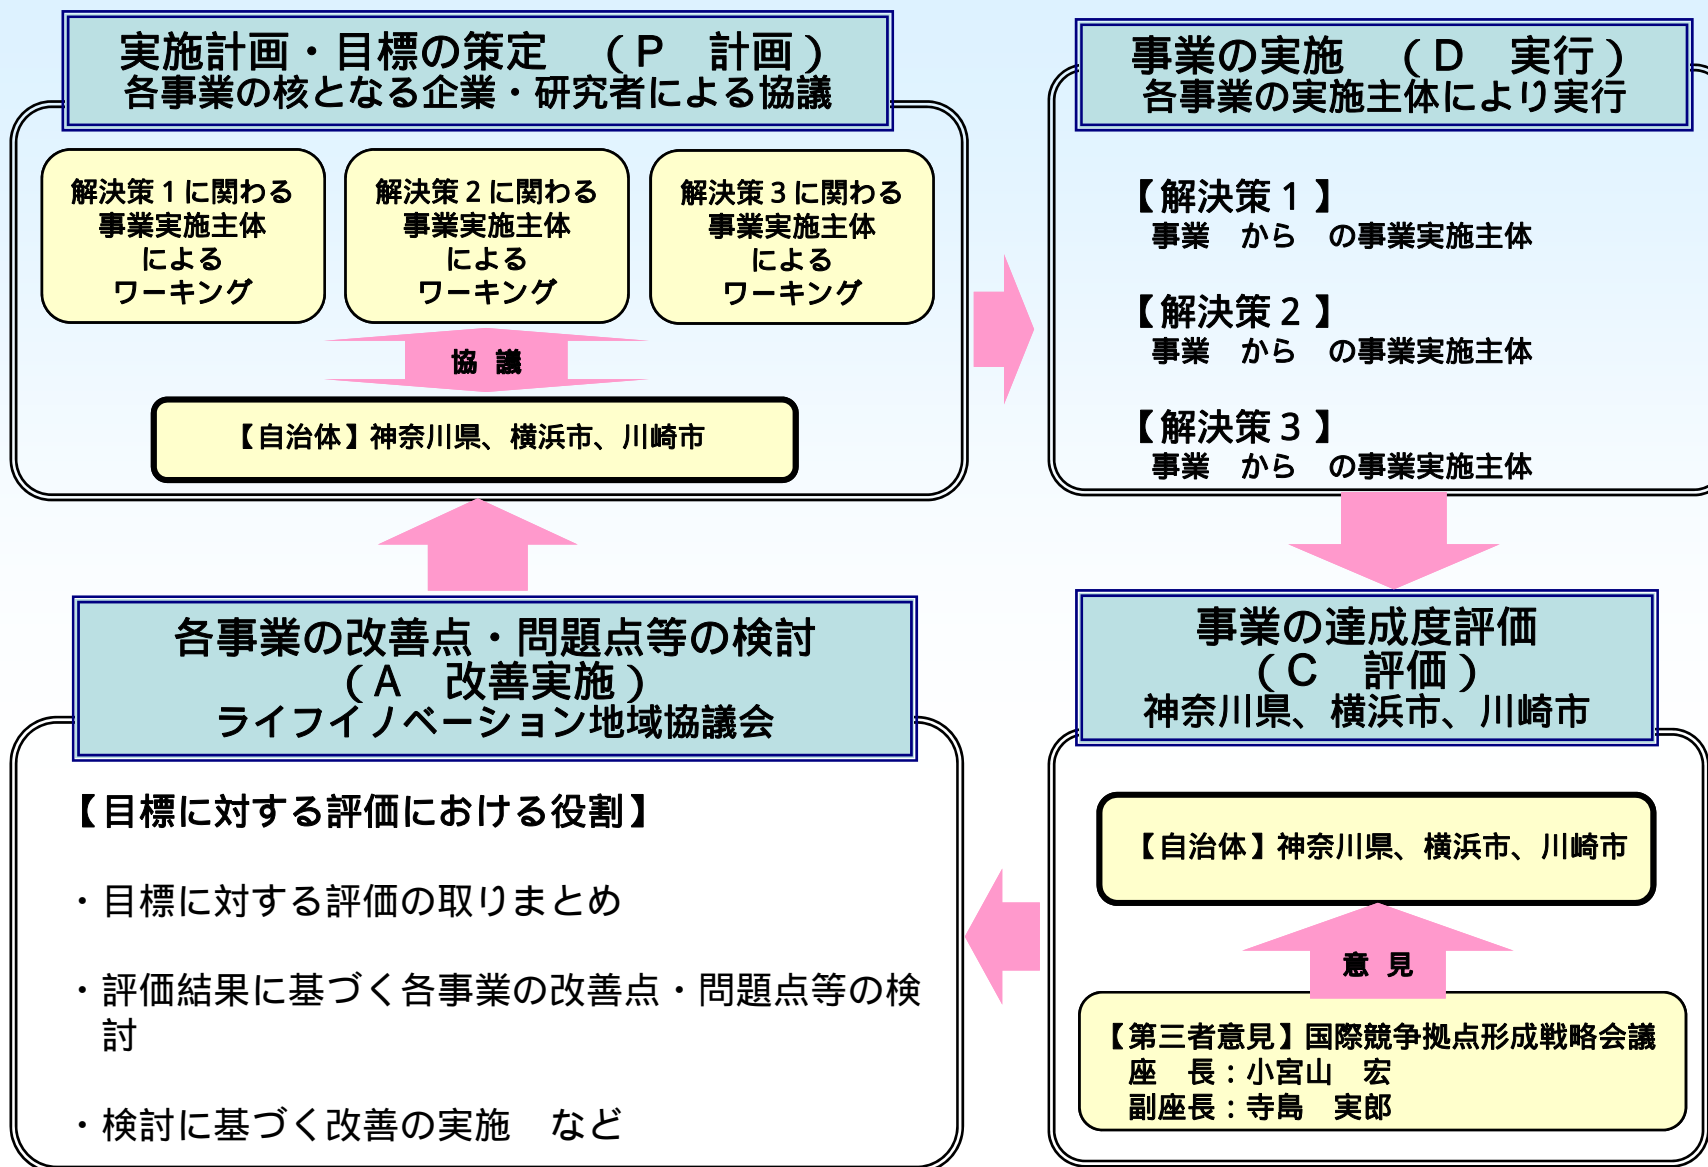 実施計画・目標の策定　（Ｐ　計画）
各事業の核となる企業・研究者による協議
解決策１に関わる
事業実施主体
による
ワーキング
解決策２に関わる
事業実施主体
による
ワーキング
解決策３に関わる
事業実施主体
による
ワーキング
協 議
【自治体】神奈川県、横浜市、川崎市
事業の実施　（Ｄ　実行）
各事業の実施主体により実行
【解決策１】
事業　から　の事業実施主体
【解決策２】
事業　から　の事業実施主体
【解決策３】
事業　から　の事業実施主体
各事業の改善点・問題点等の検討
（Ａ　改善実施）
ライフイノベーション地域協議会
【目標に対する評価における役割】
・目標に対する評価の取りまとめ
・評価結果に基づく各事業の改善点・問題点等の検
討
・検討に基づく改善の実施　など
事業の達成度評価
（Ｃ　評価）
神奈川県、横浜市、川崎市
【自治体】神奈川県、横浜市、川崎市
意 見
【第三者意見】国際競争拠点形成戦略会議
座　長：小宮山　宏
副座長：寺島　実郎